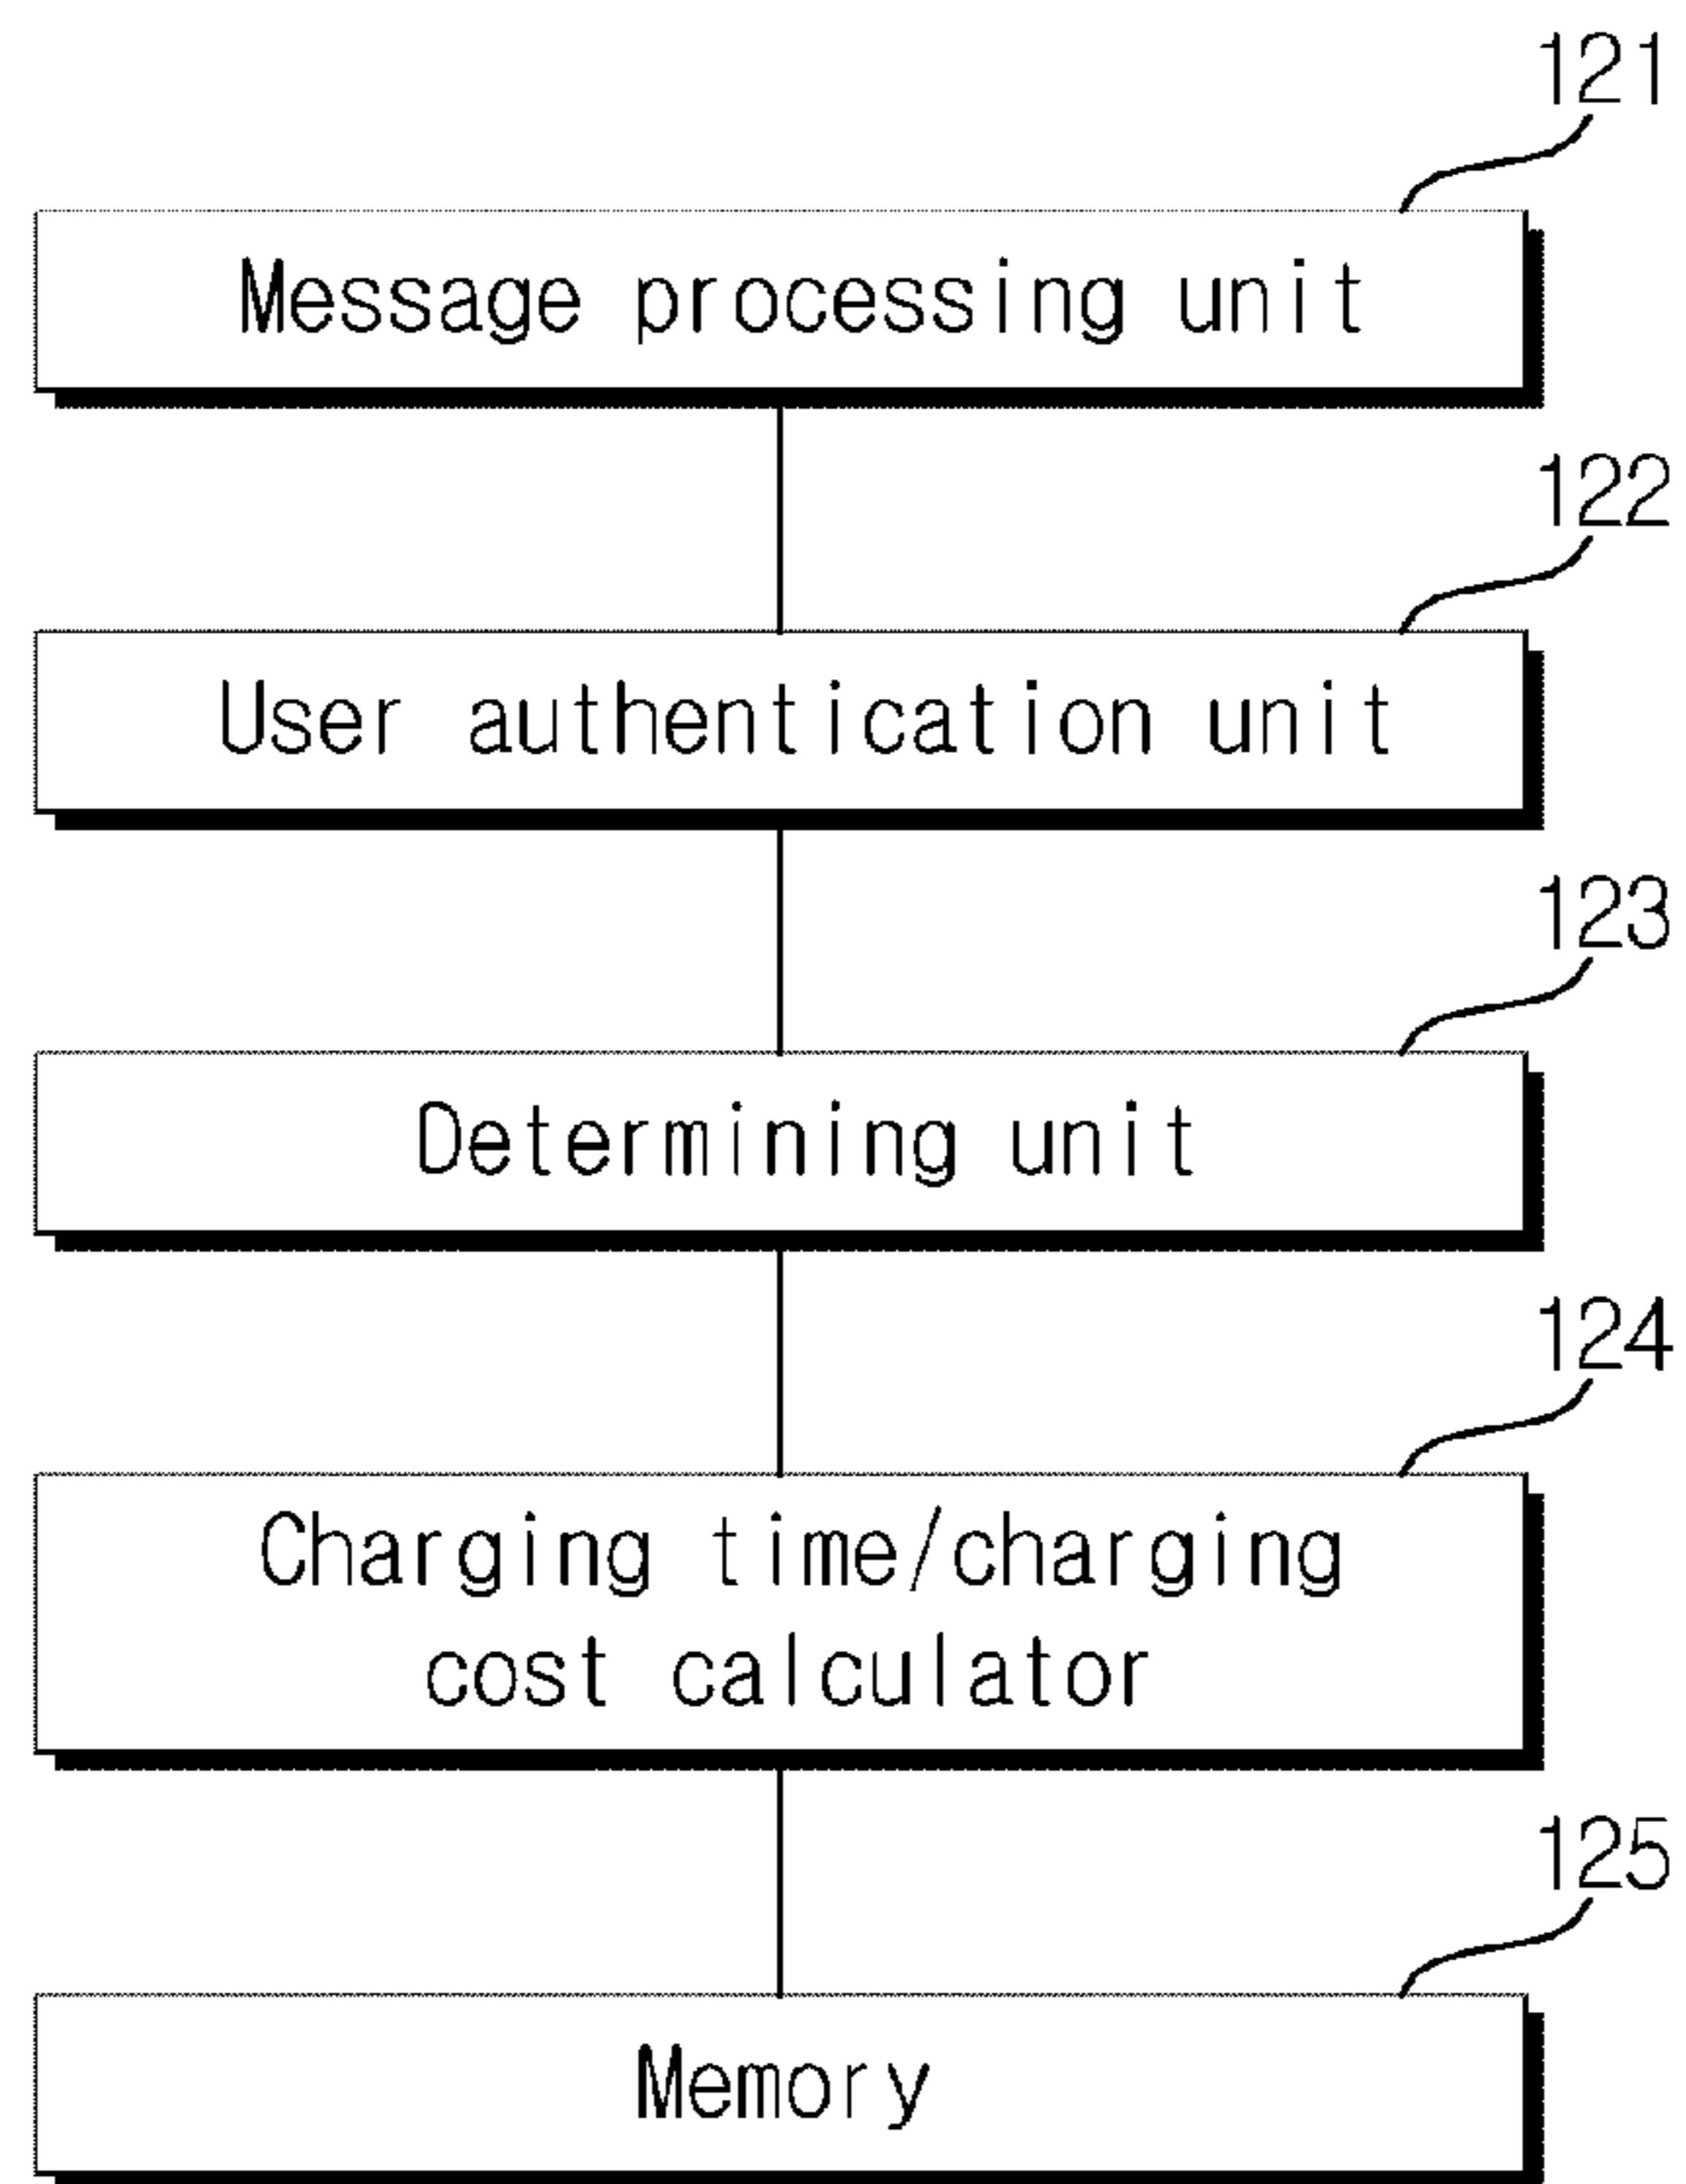 121
Message processing unit
122
User authentication unit
123
Determining unit
124
Charging time/charging
cost calculator
125
Memory